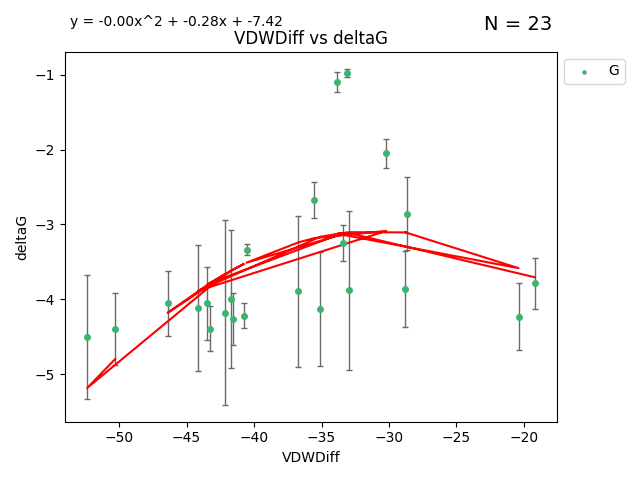 y = -0.00x^2 + -0.28x + -7.42
N = 23
VDWDiff vs deltaG
G
−1
−2
−3
−4
−5
deltaG
−50
−45
−40
−35
−30
−25
−20
VDWDiff